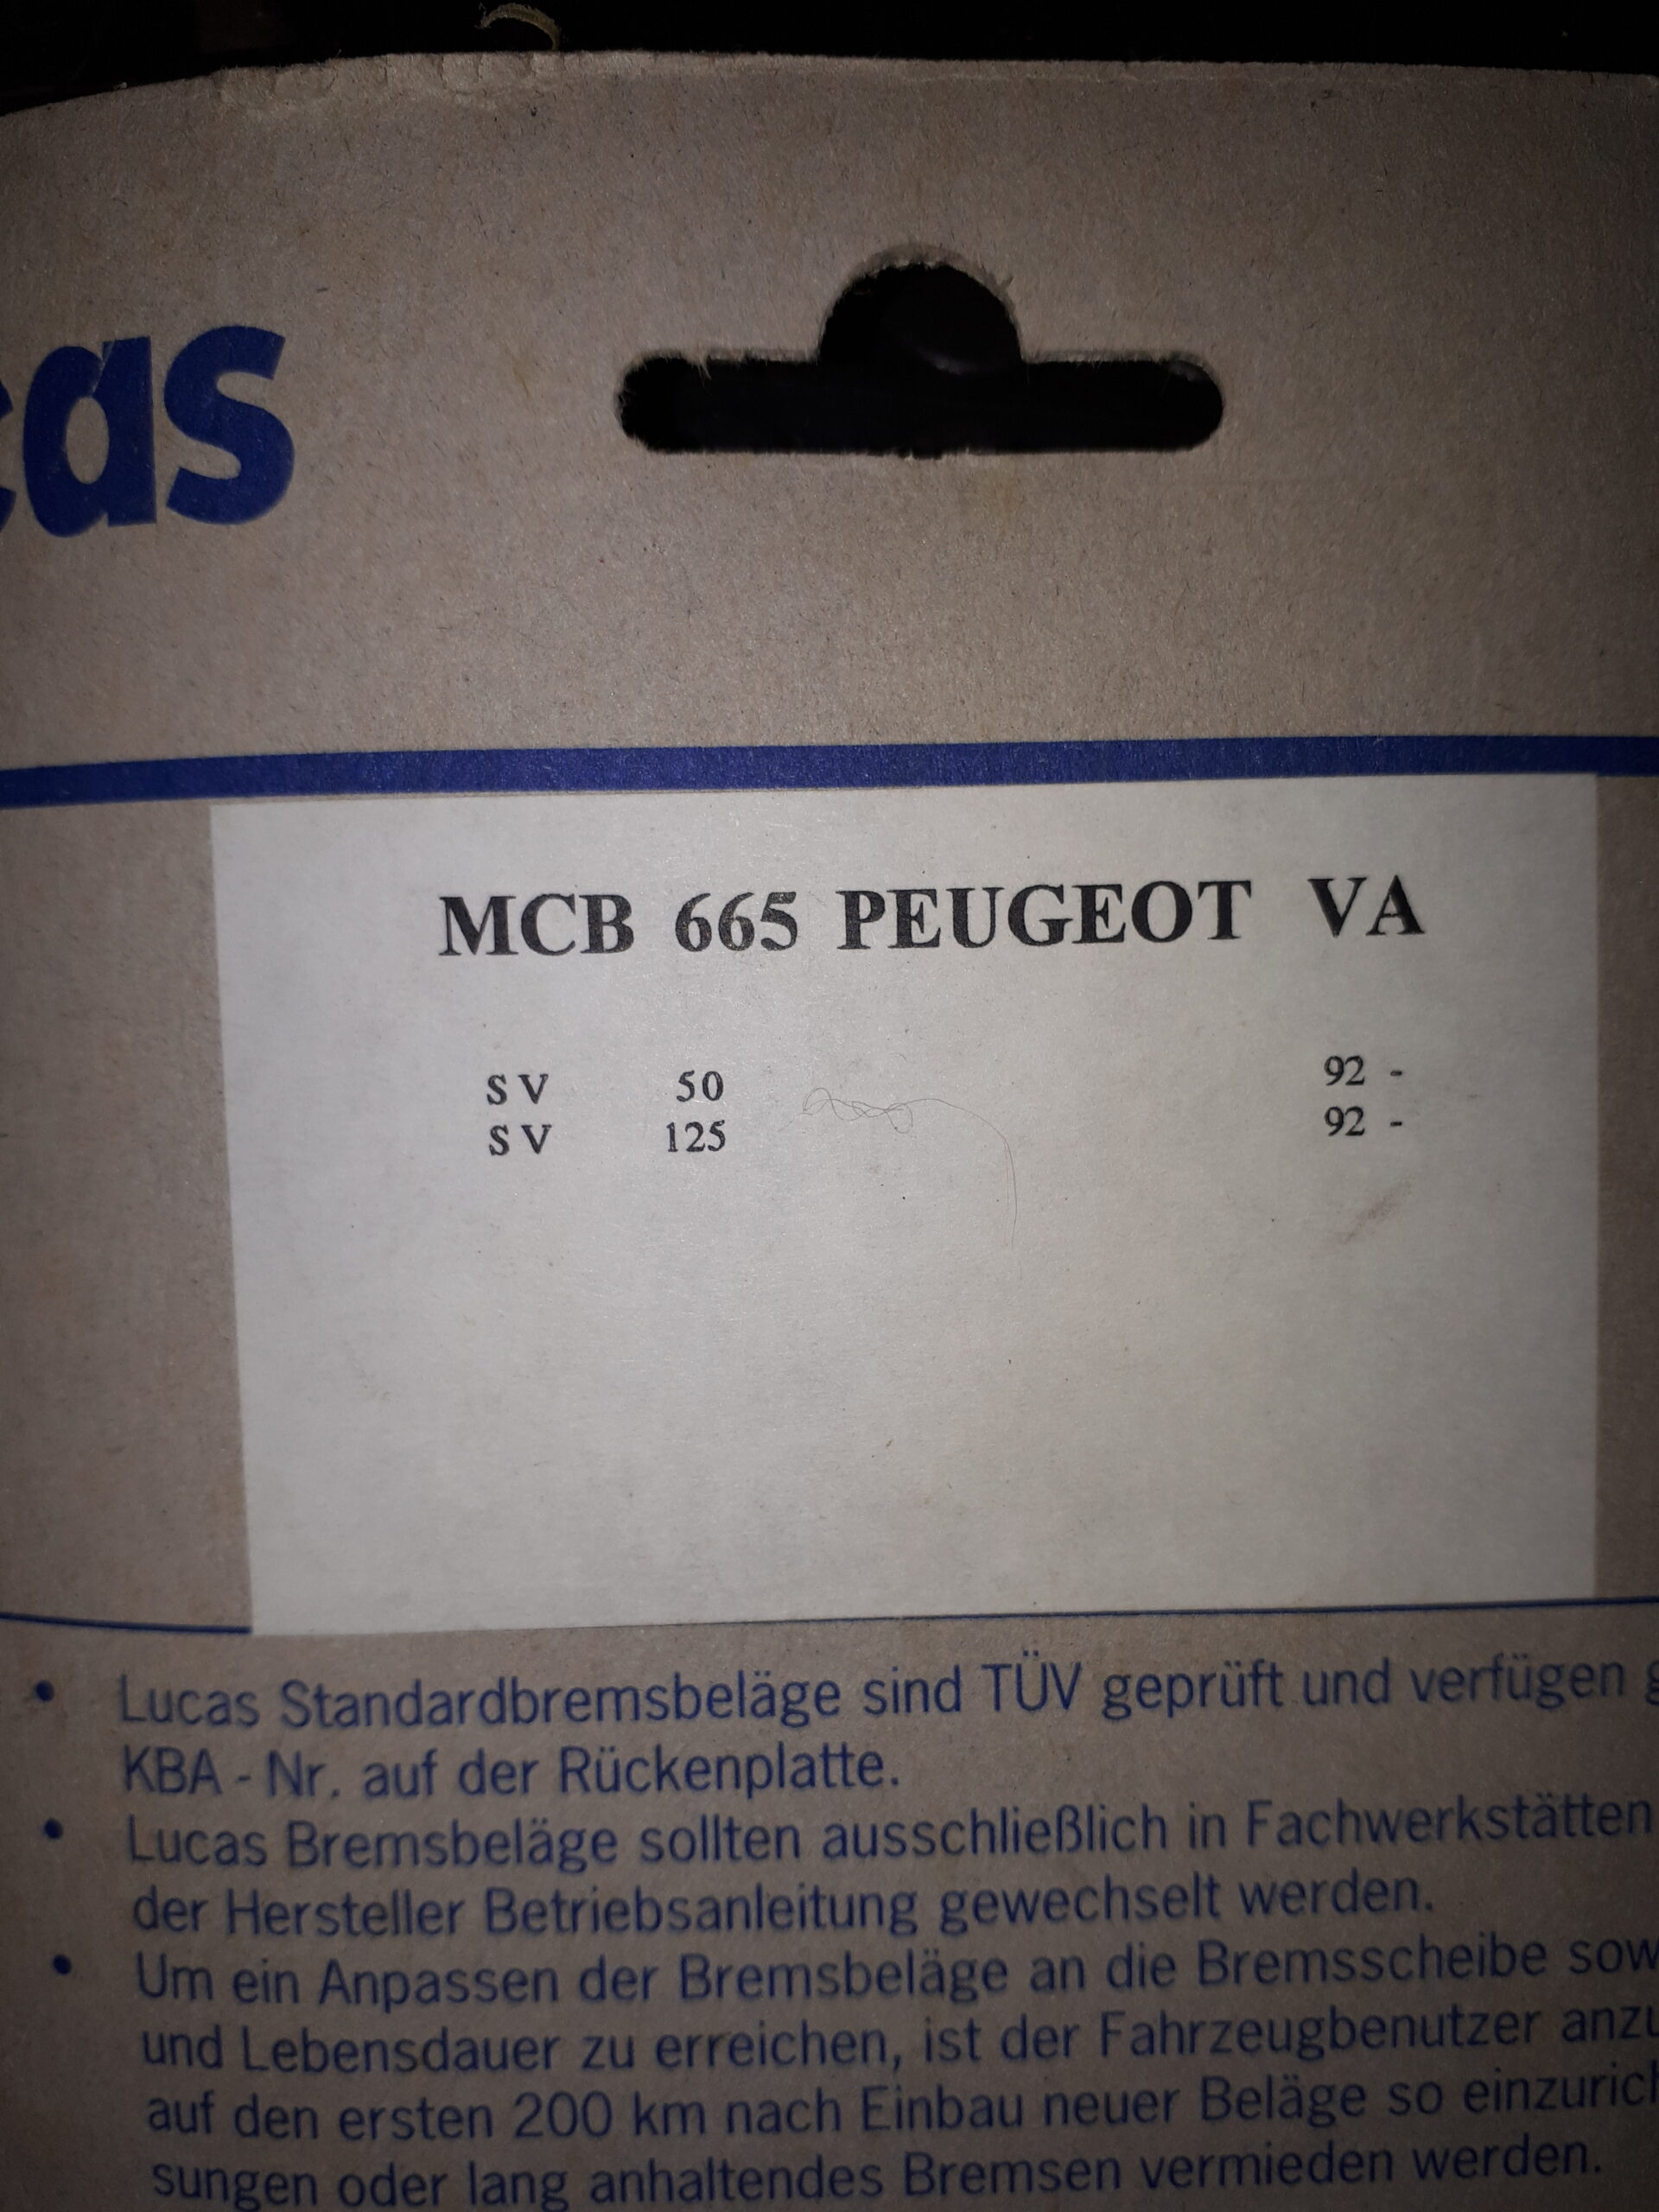 cas
MCB 665 PEUGEOT VA
SV 50 92 -
SV 125 92 -
• Lucas Standardbremsbeläge sind TÜV geprüft und verfügen g
KBA - Nr. auf der Rückenplatte.
• Lucas Bremsbeläge sollten ausschließlich in Fachwerkstätten
der Hersteller Betriebsanleitung gewechselt werden.
• Um ein Anpassen der Bremsbeläge an die Bremsscheibe sow
und Lebensdauer zu erreichen, ist der Fahrzeugbenutzer anzu
auf den ersten 200 km nach Einbau neuer Beläge so einzurich
sungen oder lang anhaltendes Bremsen vermieden werden.